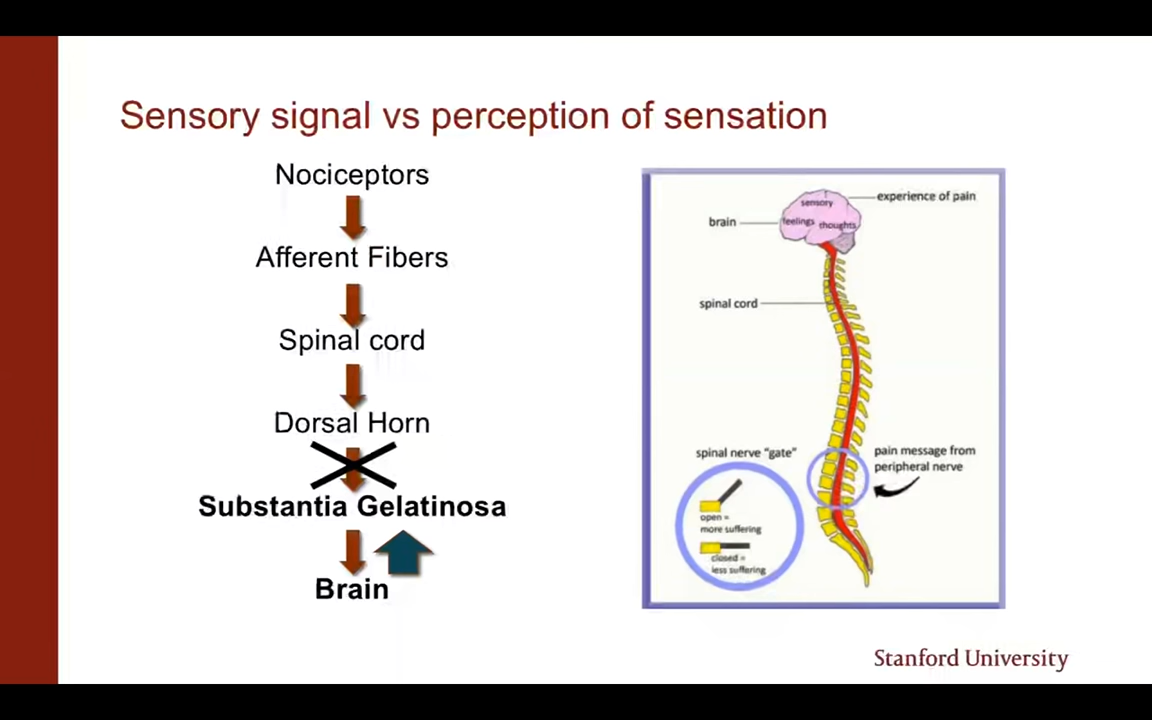 Sensory signal vs perception of sensation
Nociceptors
Afferent Fibers
Spinal cord
Dorsal Horn
Substantia Gelatinosa
Brain
experience of pain
sensory
brain
feelings
thoughts
spinal cord
spinal nerve "gate"
pain message from
peripheral nerve
open =
more suffering
closed =
less suffering
Stanford University